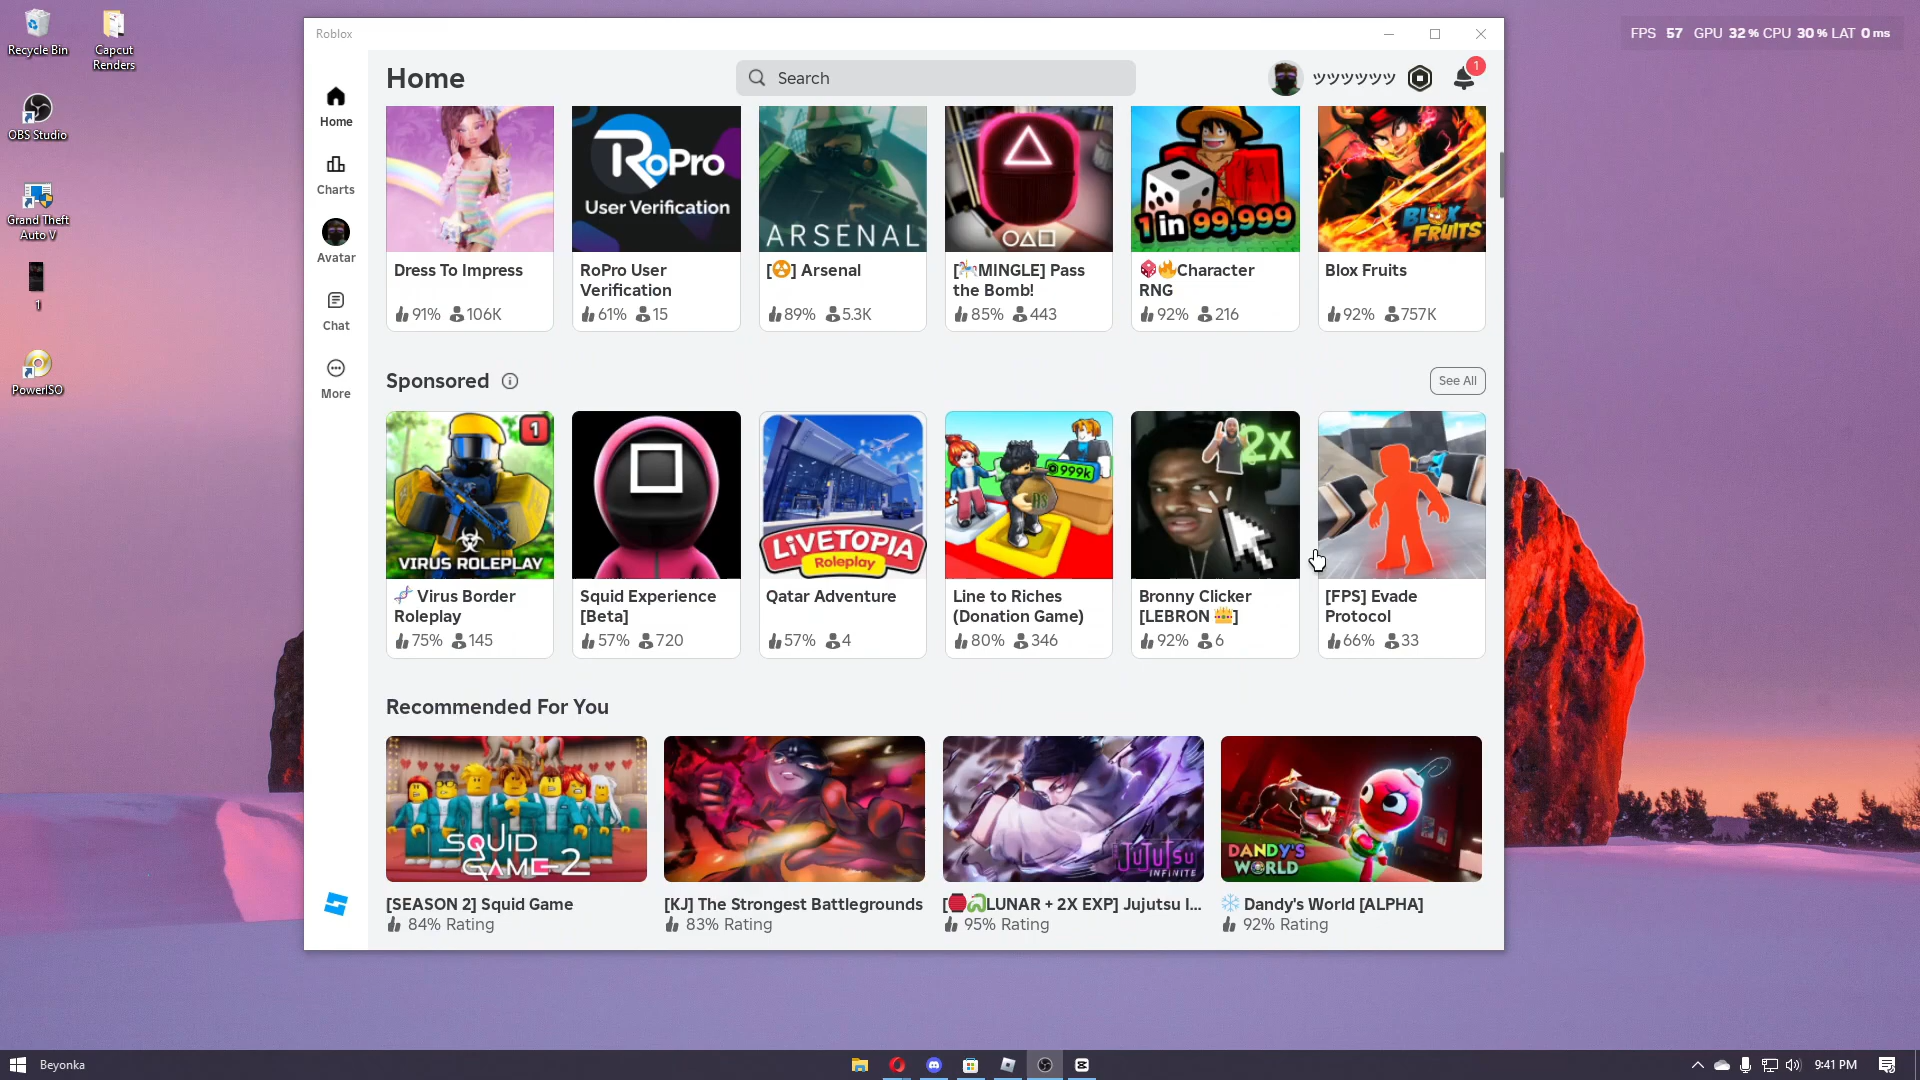 Recycle Bin
Capcut
Renders
OBS Studio
Grand Theft
Auto V
1
PowerISO
FPS 57 GPU 32 % CPU 30 % LAT 0 ms
Roblox
Home
Search
ツツツツツツ
1
Home
Charts
Avatar
Chat
More
RoPro
User Verification
ARSENAL
1 in 99,999
BLOX
FRUITS
Dress To Impress
91% 106K
RoPro User
Verification
61% 15
[☢️] Arsenal
89% 5.3K
[🎠MINGLE] Pass
the Bomb!
85% 443
🎲🔥Character
RNG
92% 216
Blox Fruits
92% 757K
Sponsored
See All
1
VIRUS ROLEPLAY
LIVETOPIA
Roleplay
999k
2x
🧬 Virus Border
Roleplay
75% 145
Squid Experience
[Beta]
57% 720
Qatar Adventure
57% 4
Line to Riches
(Donation Game)
80% 346
Bronny Clicker
[LEBRON 👑]
92% 6
[FPS] Evade
Protocol
66% 33
Recommended For You
SQUID
GAME-2
JUJUTSU
INFINITE
DANDY'S
WORLD
[SEASON 2] Squid Game
84% Rating
[KJ] The Strongest Battlegrounds
83% Rating
[🏮🐍LUNAR + 2X EXP] Jujutsu I...
95% Rating
❄️ Dandy's World [ALPHA]
92% Rating
Beyonka
9:41 PM